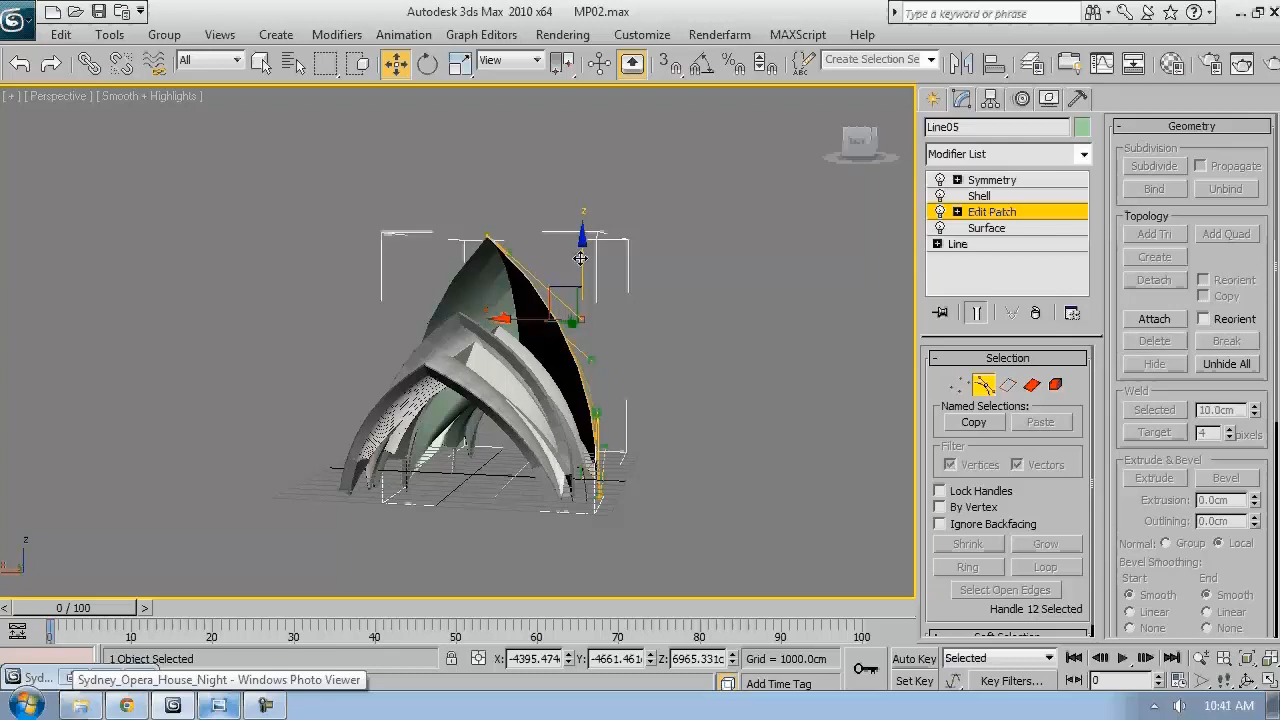 Autodesk 3ds Max 2010 x64 MP02.max
Type a keyword or phrase
Edit Tools Group Views Create Modifiers Animation Graph Editors Rendering Customize Renderfarm MAXScript Help
All View Create Selection Se
[ + ] [ Perspective ] [ Smooth + Highlights ]
Line05
Modifier List
Symmetry
Shell
Edit Patch
Surface
Line
Selection
Named Selections:
Copy Paste
Filter
Vertices Vectors
Lock Handles
By Vertex
Ignore Backfacing
Shrink Grow
Ring Loop
Select Open Edges
Handle 12 Selected
Geometry
Subdivision
Subdivide Propagate
Bind Unbind
Topology
Add Tri Add Quad
Create
Detach Reorient
Copy
Attach Reorient
Delete Break
Hide Unhide All
Weld
Selected 10.0cm
Target 4 pixels
Extrude & Bevel
Extrude Bevel
Extrusion: 0.0cm
Outlining: 0.0cm
Normal: Group Local
Bevel Smoothing:
Start End
Smooth Smooth
Linear Linear
None None
z
z
x
0 / 100
0 10 20 30 40 50 60 70 80 90 100
1 Object Selected X: -4395.474 Y: -4661.461 Z: 6965.331c Grid = 1000.0cm Auto Key Selected
Add Time Tag Set Key Key Filters... 0
Syd...
Sydney_Opera_House_Night - Windows Photo Viewer
10:41 AM